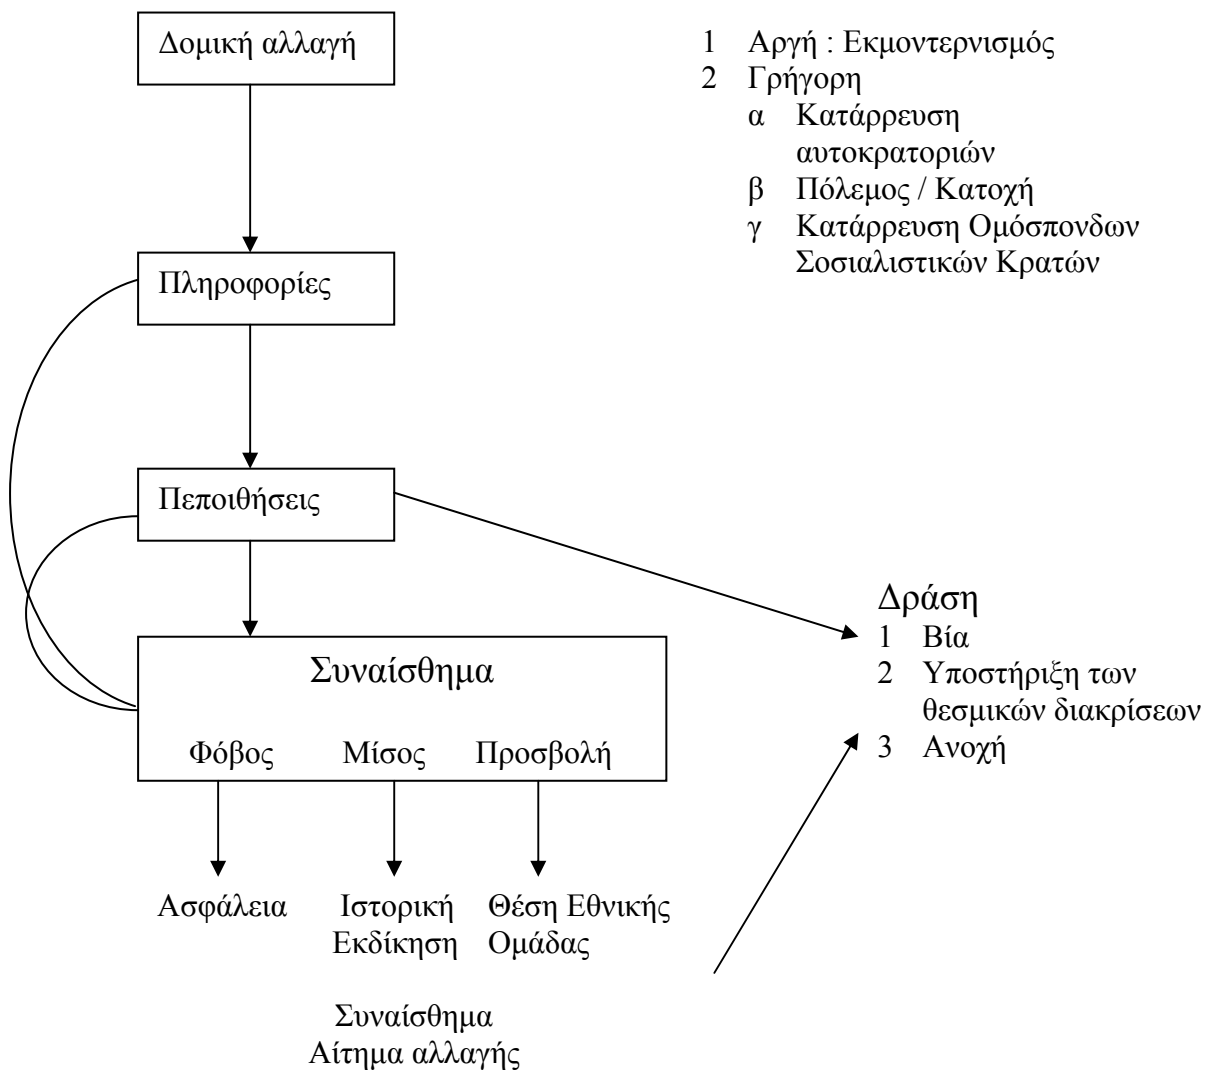 Δομική αλλαγή
1 Αργή : Εκμοντερνισμός
2 Γρήγορη
α Κατάρρευση
αυτοκρατοριών
β Πόλεμος / Κατοχή
γ Κατάρρευση Ομόσπονδων
Σοσιαλιστικών Κρατών
Πληροφορίες
Πεποιθήσεις
Δράση
1 Βία
2 Υποστήριξη των
θεσμικών διακρίσεων
3 Ανοχή
Συναίσθημα
Φόβος Μίσος Προσβολή
Ασφάλεια
Ιστορική
Εκδίκηση
Θέση Εθνικής
Ομάδας
Συναίσθημα
Αίτημα αλλαγής